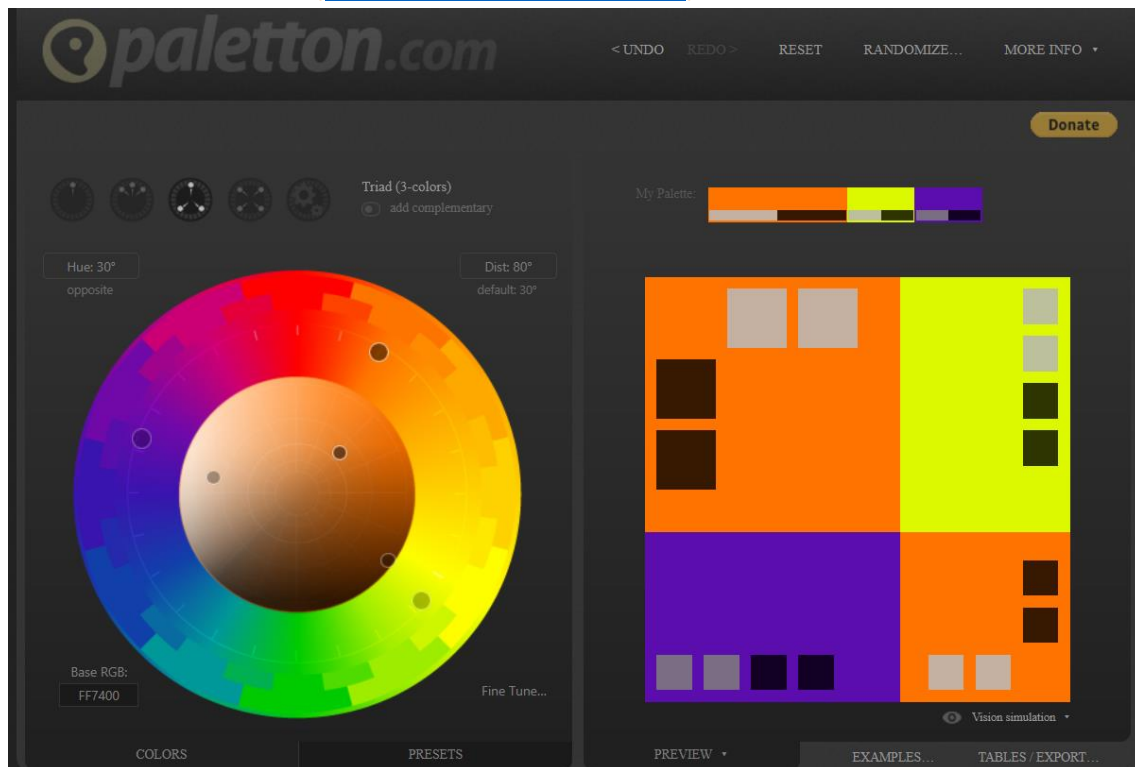 paletton.com
< UNDO REDO > RESET RANDOMIZE... MORE INFO
Donate
Triad (3-colors)
add complementary
My Palette:
Hue: 30°
opposite
Dist: 80°
default: 30°
Base RGB:
FF7400
Fine Tune...
Vision simulation
COLORS PRESETS
PREVIEW EXAMPLES... TABLES / EXPORT...